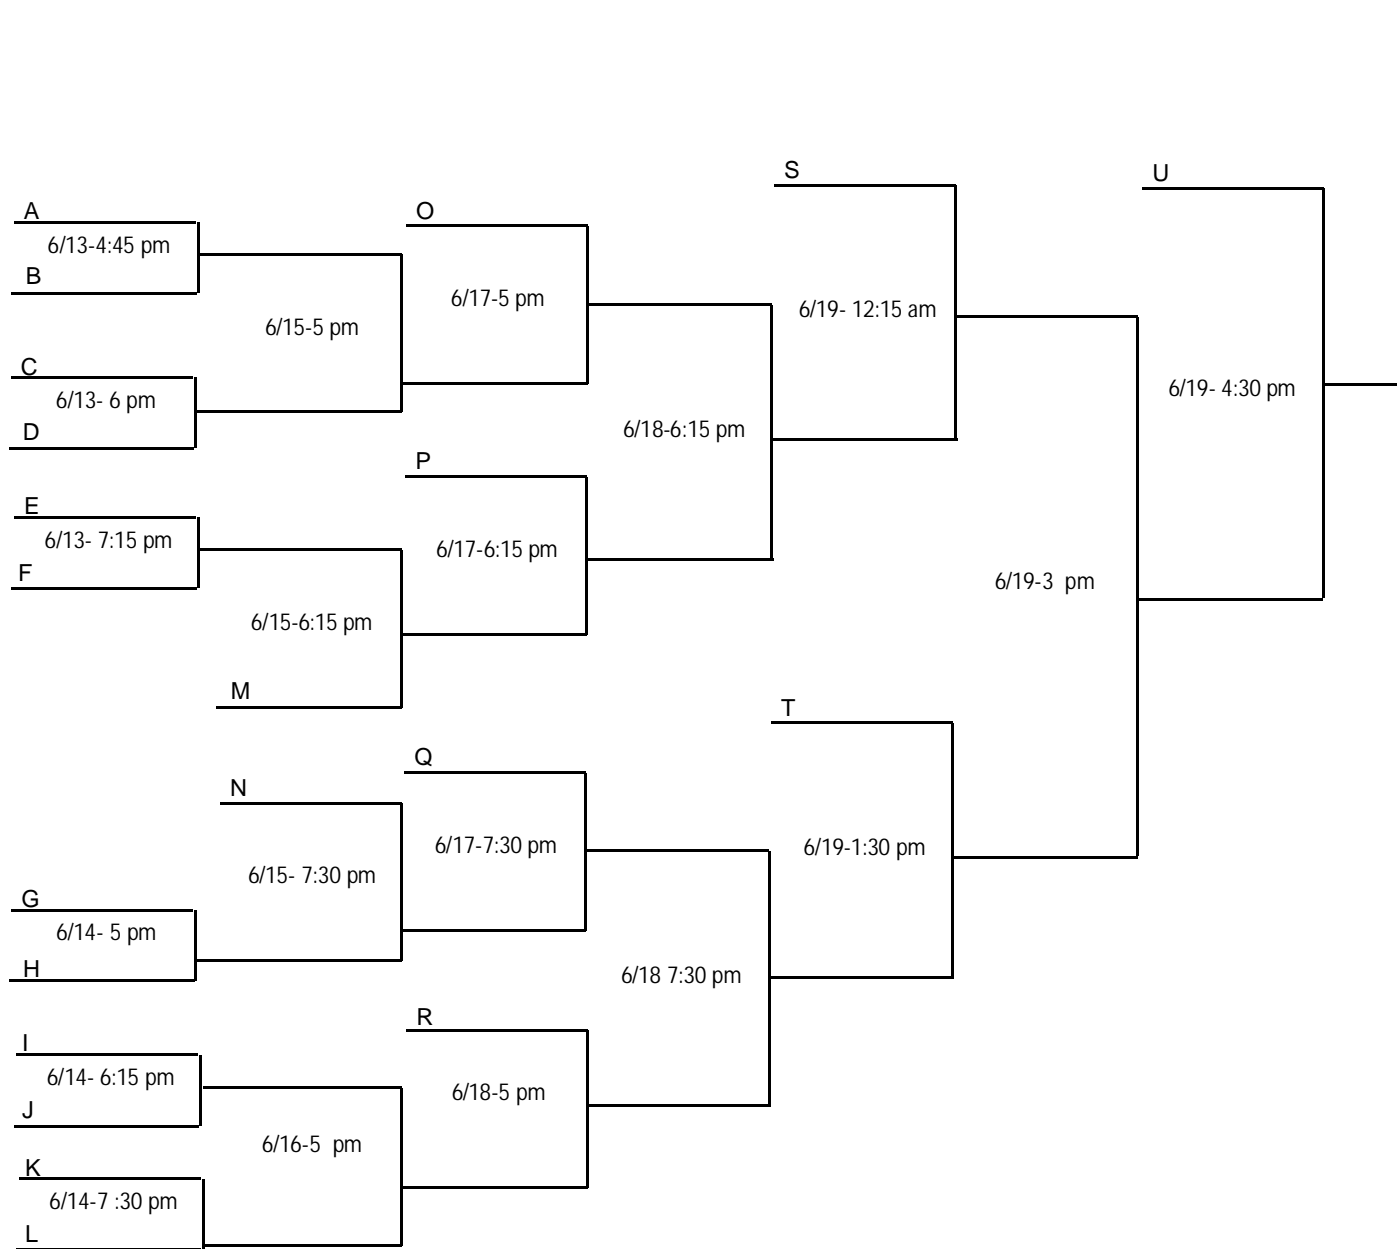 S
U
A
O
6/13-4:45 pm
B
6/17-5 pm
6/19- 12:15 am
6/15-5 pm
C
6/13- 6 pm
6/19- 4:30 pm
D
6/18-6:15 pm
P
E
6/13- 7:15 pm
6/17-6:15 pm
F
6/19-3  pm
6/15-6:15 pm
M
T
Q
N
6/17-7:30 pm
6/19-1:30 pm
6/15- 7:30 pm
G
6/14- 5 pm
H
6/18 7:30 pm
R
I
6/14- 6:15 pm
6/18-5 pm
J
6/16-5  pm
K
6/14-7 :30 pm
L